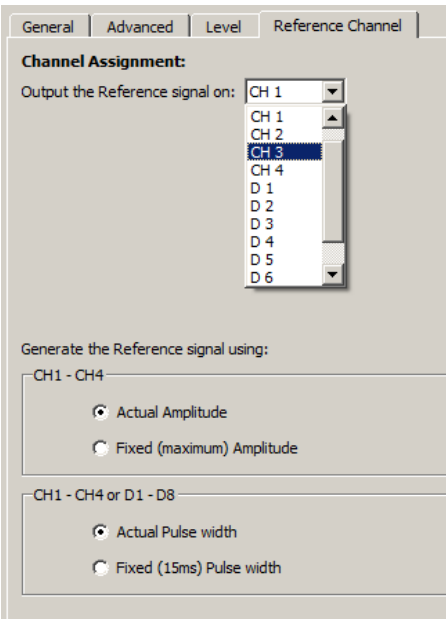 General Advanced Level Reference Channel
Channel Assignment:
Output the Reference signal on: CH 1
CH 1
CH 2
CH 3
CH 4
D 1
D 2
D 3
D 4
D 5
D 6
Generate the Reference signal using:
CH1 - CH4
Actual Amplitude
Fixed (maximum) Amplitude
CH1 - CH4 or D1 - D8
Actual Pulse width
Fixed (15ms) Pulse width